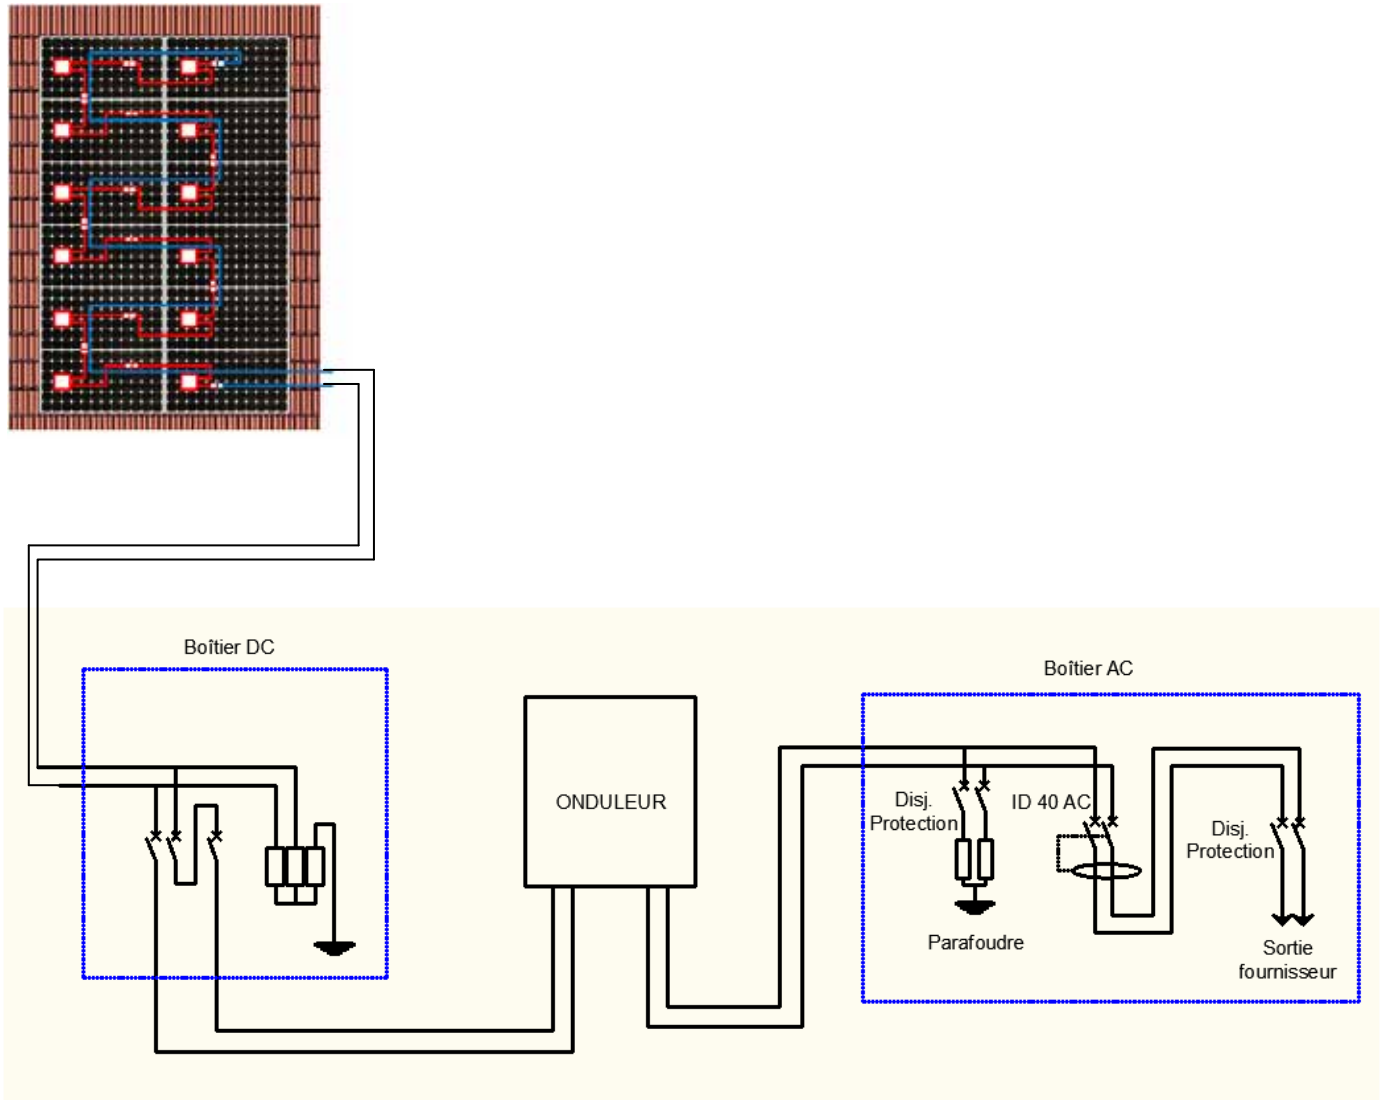 Boîtier DC
Boîtier AC
ONDULEUR
Disj.
Protection
ID 40 AC
Disj.
Protection
Parafoudre
Sortie
fournisseur